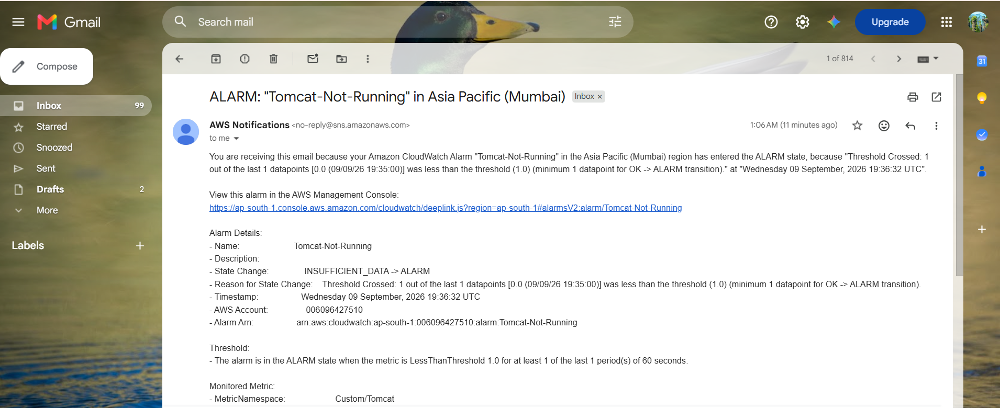 Gmail
Search mail
Upgrade
Compose
1 of 814
31
Inbox 99
Starred
Snoozed
Sent
Drafts 2
More
Labels
ALARM: "Tomcat-Not-Running" in Asia Pacific (Mumbai) Inbox ×
AWS Notifications <no-reply@sns.amazonaws.com> 1:06 AM (11 minutes ago)
to me
You are receiving this email because your Amazon CloudWatch Alarm "Tomcat-Not-Running" in the Asia Pacific (Mumbai) region has entered the ALARM state, because "Threshold Crossed: 1
out of the last 1 datapoints [0.0 (09/09/26 19:35:00)] was less than the threshold (1.0) (minimum 1 datapoint for OK -> ALARM transition)." at "Wednesday 09 September, 2026 19:36:32 UTC".
View this alarm in the AWS Management Console:
https://ap-south-1.console.aws.amazon.com/cloudwatch/deeplink.js?region=ap-south-1#alarmsV2:alarm/Tomcat-Not-Running
Alarm Details:
- Name: Tomcat-Not-Running
- Description:
- State Change: INSUFFICIENT_DATA -> ALARM
- Reason for State Change: Threshold Crossed: 1 out of the last 1 datapoints [0.0 (09/09/26 19:35:00)] was less than the threshold (1.0) (minimum 1 datapoint for OK -> ALARM transition).
- Timestamp: Wednesday 09 September, 2026 19:36:32 UTC
- AWS Account: 006096427510
- Alarm Arn: arn:aws:cloudwatch:ap-south-1:006096427510:alarm:Tomcat-Not-Running
Threshold:
- The alarm is in the ALARM state when the metric is LessThanThreshold 1.0 for at least 1 of the last 1 period(s) of 60 seconds.
Monitored Metric:
- MetricNamespace: Custom/Tomcat